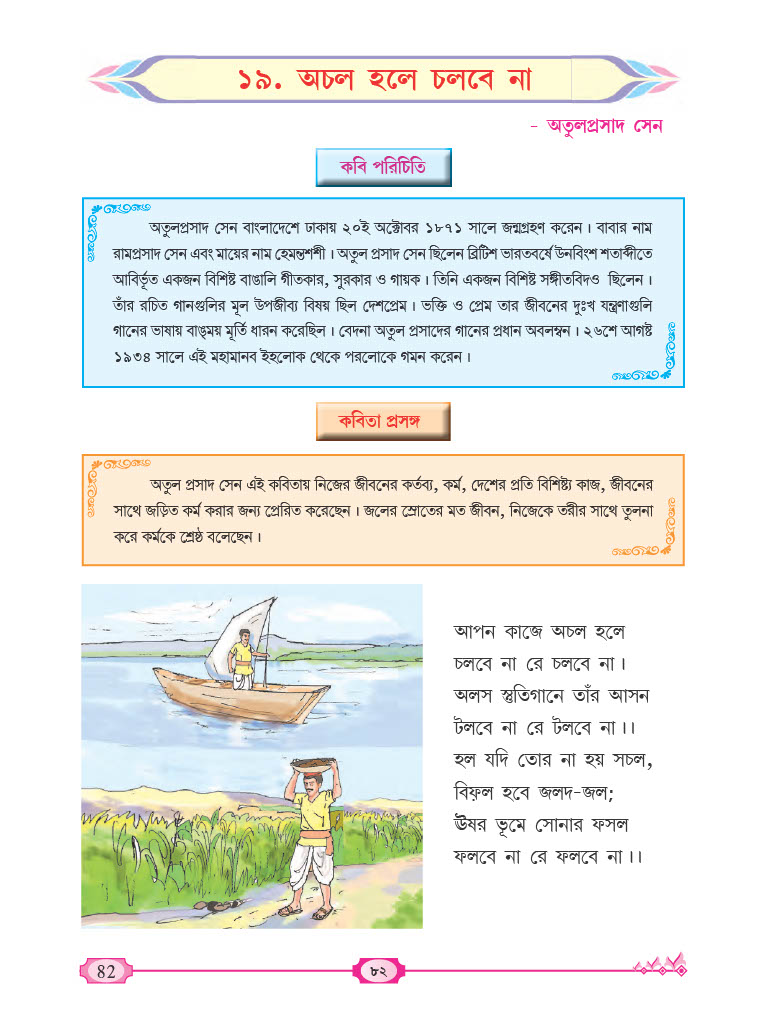 ১৯. অচল হলে চলবে না
- অতুলপ্রসাদ সেন
কবি পরিচিতি
অতুলপ্রসাদ সেন বাংলাদেশে ঢাকায় ২০ই অক্টোবর ১৮৭১ সালে জন্মগ্রহণ করেন। বাবার নাম
রামপ্রসাদ সেন এবং মায়ের নাম হেমন্তশশী। অতুল প্রসাদ সেন ছিলেন ব্রিটিশ ভারতবর্ষে উনবিংশ শতাব্দীতে
আবির্ভূত একজন বিশিষ্ট বাঙালি গীতকার, সুরকার ও গায়ক। তিনি একজন বিশিষ্ট সঙ্গীতবিদও ছিলেন।
তাঁর রচিত গানগুলির মূল উপজীব্য বিষয় ছিল দেশপ্রেম। ভক্তি ও প্রেম তার জীবনের দুঃখ যন্ত্রণাগুলি
গানের ভাষায় বাঙ্ময় মূর্তি ধারন করেছিল। বেদনা অতুল প্রসাদের গানের প্রধান অবলম্বন। ২৬শে আগষ্ট
১৯৩৪ সালে এই মহামানব ইহলোক থেকে পরলোকে গমন করেন।
কবিতা প্রসঙ্গ
অতুল প্রসাদ সেন এই কবিতায় নিজের জীবনের কর্তব্য, কর্ম, দেশের প্রতি বিশিষ্ট্য কাজ, জীবনের
সাথে জড়িত কর্ম করার জন্য প্রেরিত করেছেন। জলের স্রোতের মত জীবন, নিজেকে তরীর সাথে তুলনা
করে কর্মকে শ্রেষ্ঠ বলেছেন।
আপন কাজে অচল হলে
চলবে না রে চলবে না।
অলস স্তুতিগানে তাঁর আসন
টলবে না রে টলবে না।।
হল যদি তোর না হয় সচল,
বিফল হবে জলদ-জল;
ঊষর ভূমে সোনার ফসল
ফলবে না রে ফলবে না।।
82
৮২